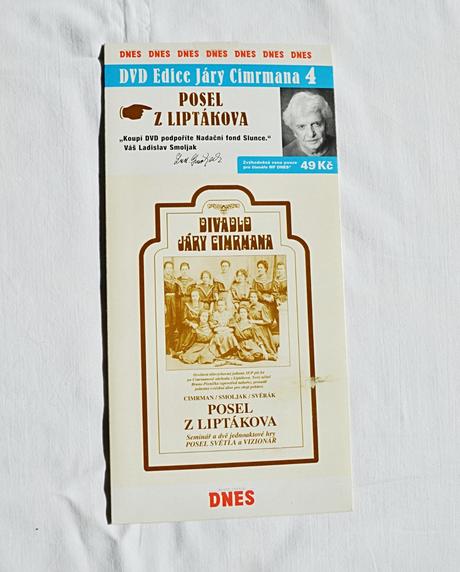 DNES DNES DNES DNES DNES DNES DNES
DVD Edice Járy Cimrmana 4
POSEL
Z LIPTÁKOVA
„Koupí DVD podpoříte Nadační fond Slunce."
Váš Ladislav Smoljak
Zvýhodněná cena pouze
pro čtenáře MF DNES*
49 Kč
DIVADLO
JÁRY CIMRMANA
CIMRMAN / SMOLJAK / SVĚRÁK
POSEL
Z LIPTÁKOVA
Seminář a dvě jednoaktové hry
POSEL SVĚTLA a VIZIONÁŘ
DNES